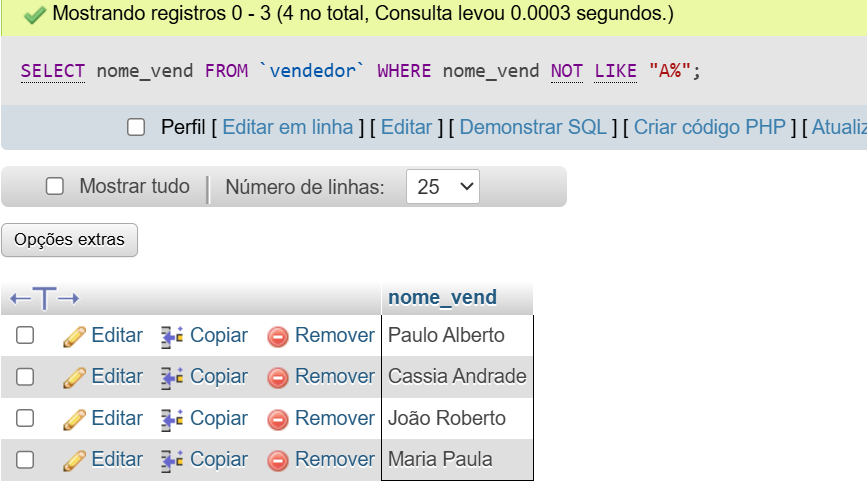 Mostrando registros 0 - 3 (4 no total, Consulta levou 0.0003 segundos.)
SELECT nome_vend FROM `vendedor` WHERE nome_vend NOT LIKE "A%";
Perfil [ Editar em linha ] [ Editar ] [ Demonstrar SQL ] [ Criar código PHP ] [
Mostrar tudo | Número de linhas: 25
Opções extras
nome_vend
Editar Copiar Remover Paulo Alberto
Editar Copiar Remover Cassia Andrade
Editar Copiar Remover João Roberto
Editar Copiar Remover Maria Paula